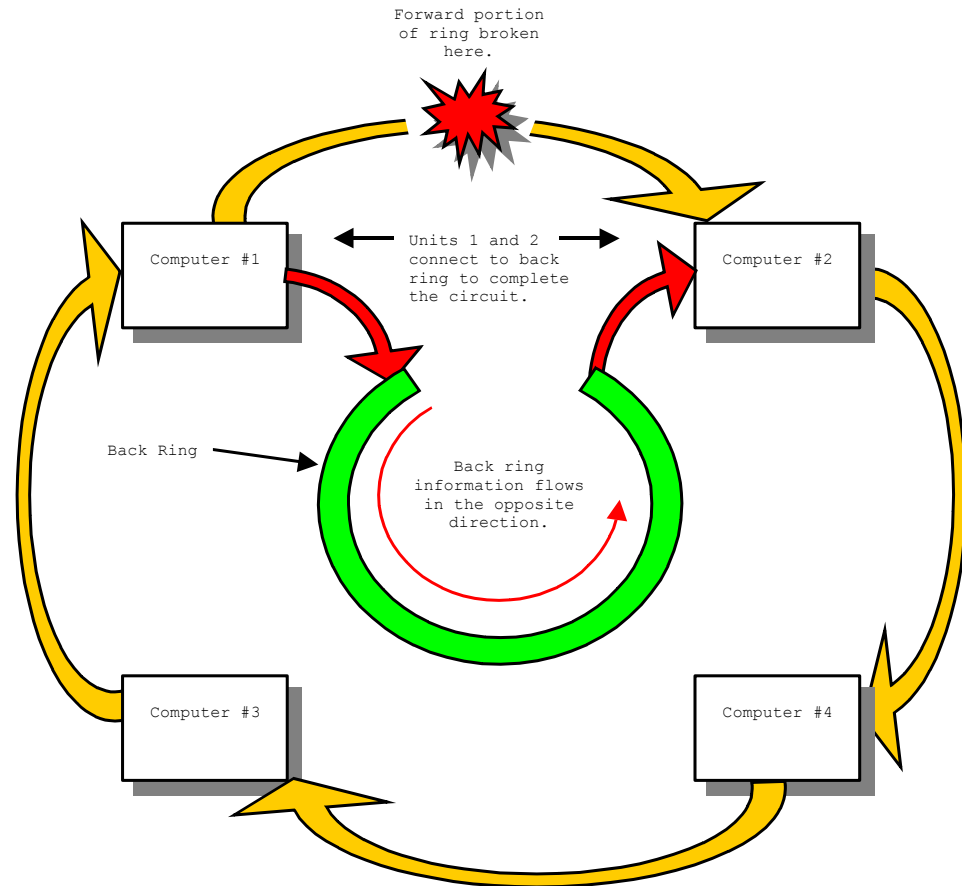 Forward portion
of ring broken
here.
Computer #1
Units 1 and 2
connect to back
ring to complete
the circuit.
Computer #2
Back Ring
Back ring
information flows
in the opposite
direction.
Computer #3
Computer #4